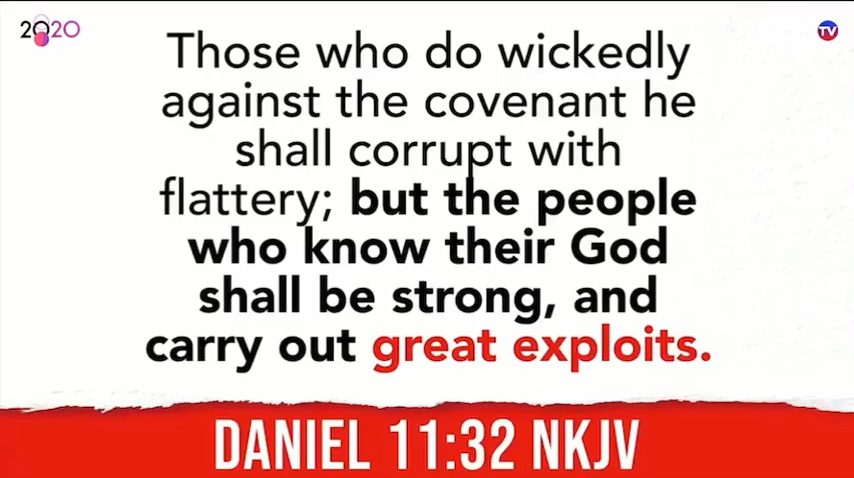 2020
TV
Those who do wickedly
against the covenant he
shall corrupt with
flattery; but the people
who know their God
shall be strong, and
carry out great exploits.
DANIEL 11:32 NKJV